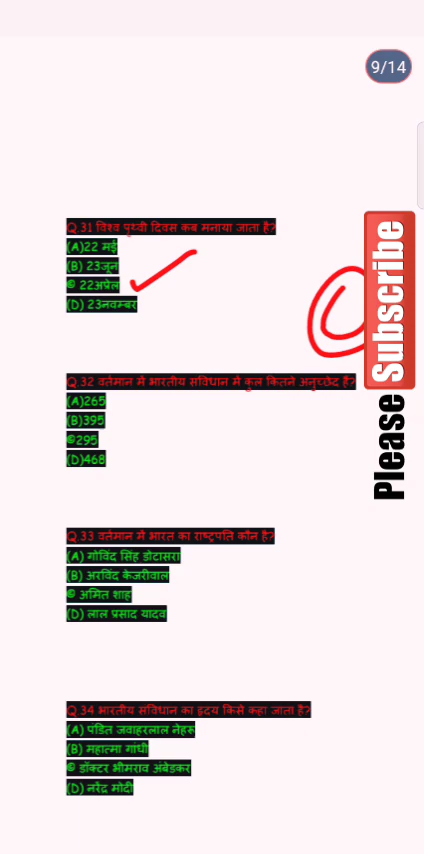 9/14
Q.31 विश्व पृथ्वी दिवस कब मनाया जाता है?
(A)22 मई
(B) 23जून
© 22अप्रेल
(D) 23नवम्बर
Q.32 वर्तमान में भारतीय संविधान में कुल कितने अनुच्छेद हैं?
(A)265
(B)395
©295
(D)468
Q.33 वर्तमान में भारत का राष्ट्रपति कौन है?
(A) गोविंद सिंह डोटासरा
(B) अरविंद केजरीवाल
© अमित शाह
(D) लाल प्रसाद यादव
Q.34 भारतीय संविधान का हृदय किसे कहा जाता है?
(A) पंडित जवाहरलाल नेहरू
(B) महात्मा गांधी
© डॉक्टर भीमराव अंबेडकर
(D) नरेंद्र मोदी
Please Subscribe